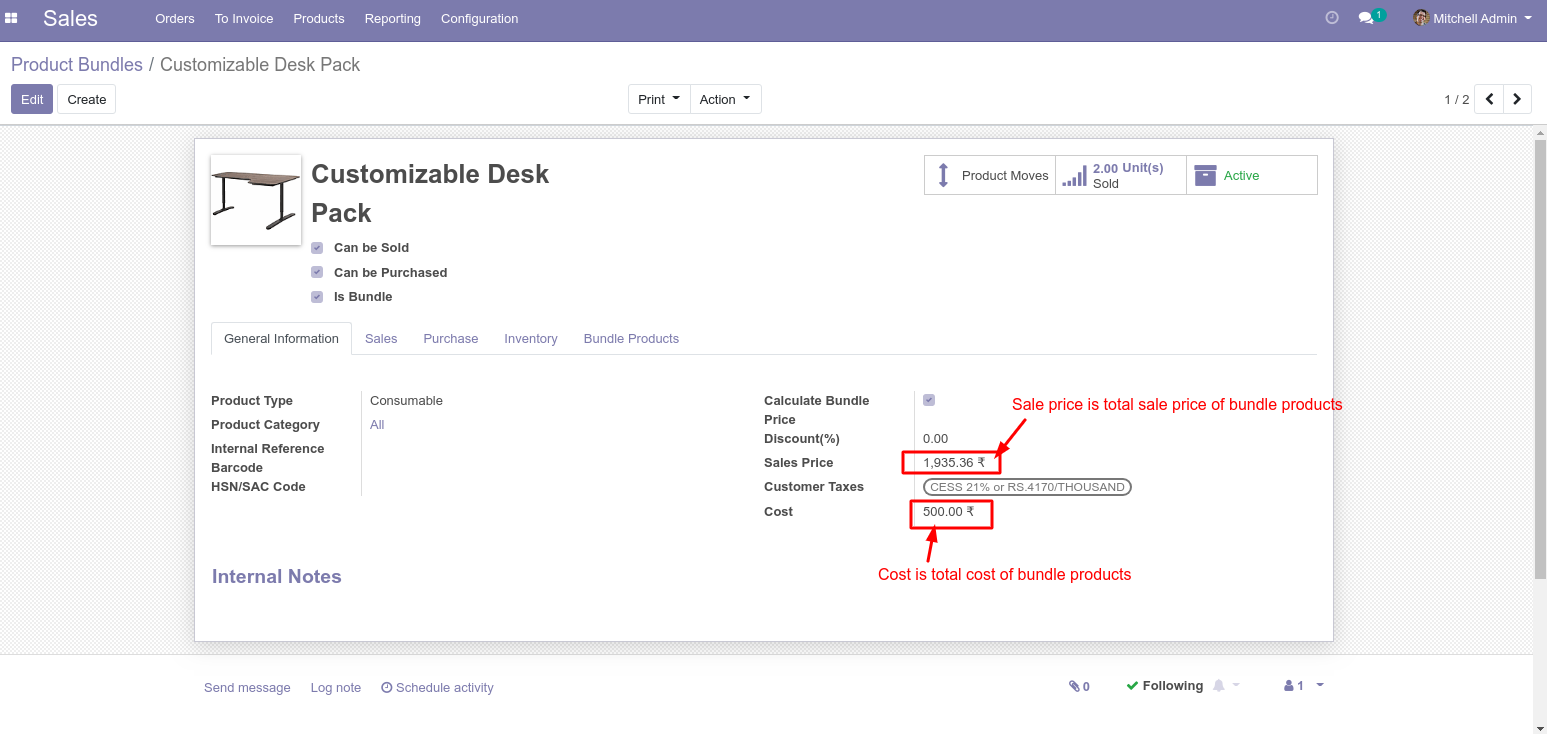 Sales
Orders
To Invoice
Products
Reporting
Configuration
1
Mitchell Admin
Product Bundles / Customizable Desk Pack
Edit
Create
Print
Action
1 / 2
Customizable Desk
Pack
Product Moves
2.00 Unit(s)
Sold
Active
Can be Sold
Can be Purchased
Is Bundle
General Information
Sales
Purchase
Inventory
Bundle Products
Product Type
Consumable
Product Category
All
Internal Reference
Barcode
HSN/SAC Code
Calculate Bundle
Price
Sale price is total sale price of bundle products
Discount(%)
0.00
Sales Price
1,935.36 ₹
Customer Taxes
CESS 21% or RS.4170/THOUSAND
Cost
500.00 ₹
Cost is total cost of bundle products
Internal Notes
Send message
Log note
Schedule activity
0
Following
1